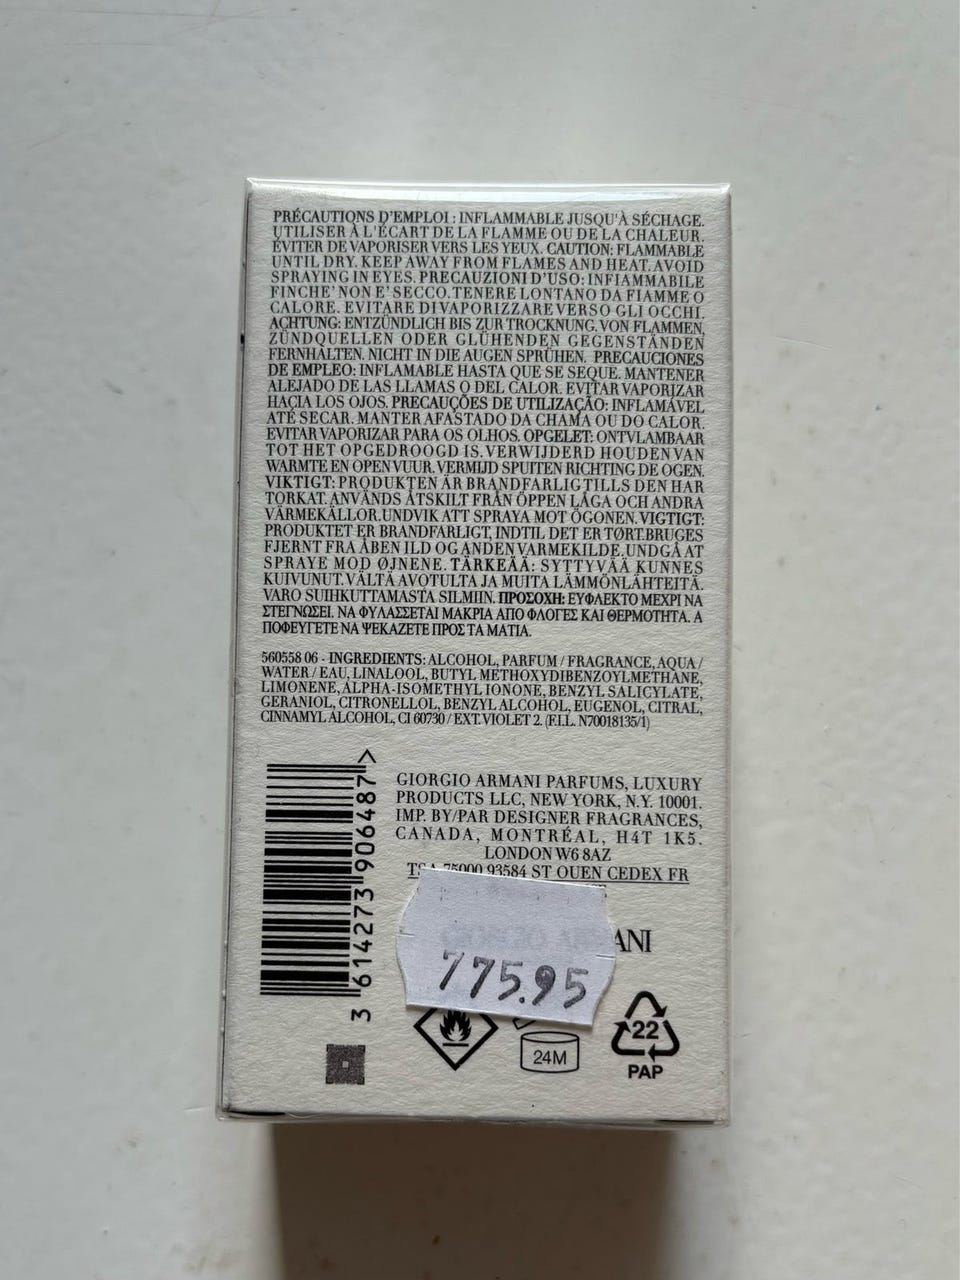 PRÉCAUTIONS D'EMPLOI : INFLAMMABLE JUSQU'À SÉCHAGE.
UTILISER À L'ÉCART DE LA FLAMME OU DE LA CHALEUR.
ÉVITER DE VAPORISER VERS LES YEUX. CAUTION: FLAMMABLE
UNTIL DRY. KEEP AWAY FROM FLAMES AND HEAT. AVOID
SPRAYING IN EYES. PRECAUZIONI D'USO: INFIAMMABILE
FINCHE' NON E' SECCO. TENERE LONTANO DA FIAMME O
CALORE. EVITARE DI VAPORIZZARE VERSO GLI OCCHI.
ACHTUNG: ENTZÜNDLICH BIS ZUR TROCKNUNG. VON FLAMMEN,
ZÜNDQUELLEN ODER GLÜHENDEN GEGENSTÄNDEN
FERNHALTEN. NICHT IN DIE AUGEN SPRÜHEN. PRECAUCIONES
DE EMPLEO: INFLAMABLE HASTA QUE SE SEQUE. MANTENER
ALEJADO DE LAS LLAMAS O DEL CALOR. EVITAR VAPORIZAR
HACIA LOS OJOS. PRECAUÇÕES DE UTILIZAÇÃO: INFLAMÁVEL
ATÉ SECAR. MANTER AFASTADO DA CHAMA OU DO CALOR.
EVITAR VAPORIZAR PARA OS OLHOS. OPGELET: ONTVLAMBAAR
TOT HET OPGEDROOGD IS. VERWIJDERD HOUDEN VAN
WARMTE EN OPEN VUUR. VERMIJD SPUITEN RICHTING DE OGEN.
VIKTIGT: PRODUKTEN ÄR BRANDFARLIG TILLS DEN HAR
TORKAT. ANVÄNDS ÅTSKILT FRÅN ÖPPEN LÅGA OCH ANDRA
VÄRMEKÄLLOR. UNDVIK ATT SPRAYA MOT ÖGONEN. VIGTIGT:
PRODUKTET ER BRANDFARLIGT, INDTIL DET ER TØRT. BRUGES
FJERNT FRA ÅBEN ILD OG ANDEN VARMEKILDE. UNDGÅ AT
SPRAYE MOD ØJNENE. TÄRKEÄÄ: SYTTYVÄÄ KUNNES
KUIVUNUT. VÄLTÄ AVOTULTA JA MUITA LÄMMÖNLÄHTEITÄ.
VARO SUIHKUTTAMASTA SILMIIN. ΠΡΟΣΟΧΗ: ΕΥΦΛΕΚΤΟ ΜΕΧΡΙ ΝΑ
ΣΤΕΓΝΩΣΕΙ. ΝΑ ΦΥΛΑΣΣΕΤΑΙ ΜΑΚΡΙΑ ΑΠΟ ΦΛΟΓΕΣ ΚΑΙ ΘΕΡΜΟΤΗΤΑ. Α
ΠΟΦΕΥΓΕΤΕ ΝΑ ΨΕΚΑΖΕΤΕ ΠΡΟΣ ΤΑ ΜΑΤΙΑ.
560558 06 - INGREDIENTS: ALCOHOL, PARFUM / FRAGRANCE, AQUA /
WATER / EAU, LINALOOL, BUTYL METHOXYDIBENZOYLMETHANE,
LIMONENE, ALPHA-ISOMETHYL IONONE, BENZYL SALICYLATE,
GERANIOL, CITRONELLOL, BENZYL ALCOHOL, EUGENOL, CITRAL,
CINNAMYL ALCOHOL, CI 60730 / EXT. VIOLET 2. (F.I.L. N70018135/1)
3 614273 906487 >
GIORGIO ARMANI PARFUMS, LUXURY
PRODUCTS LLC, NEW YORK, N.Y. 10001.
IMP. BY/PAR DESIGNER FRAGRANCES,
CANADA, MONTRÉAL, H4T 1K5.
LONDON W6 8AZ
TSA 75000 93584 ST OUEN CEDEX FR
GIORGIO ARMANI
775.95
24M
22
PAP